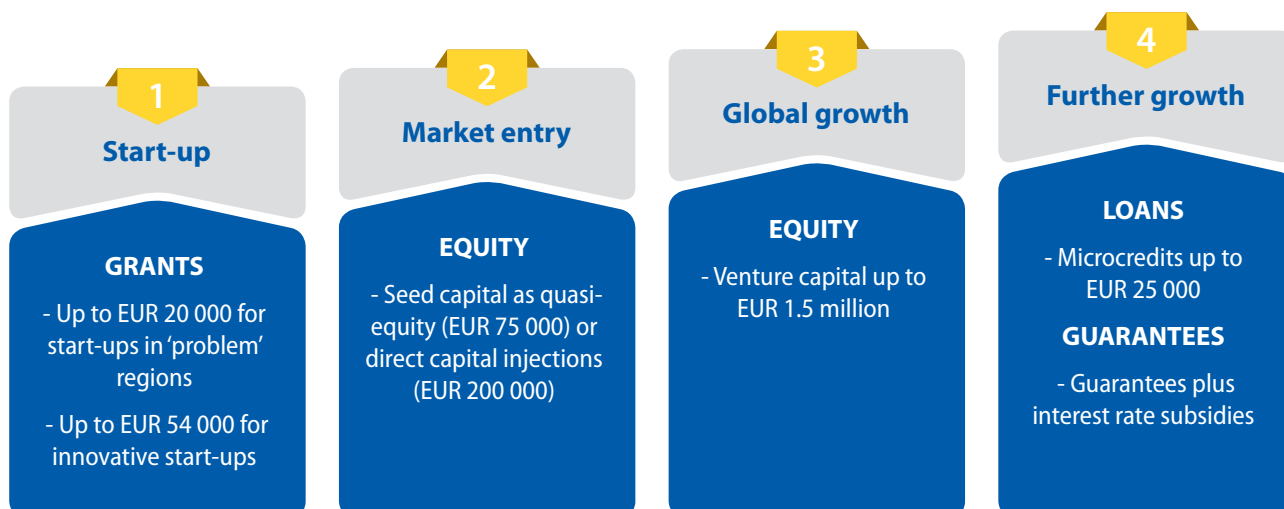 1
Start-up
GRANTS
- Up to EUR 20 000 for
start-ups in ‘problem’
regions
- Up to EUR 54 000 for
innovative start-ups
2
Market entry
EQUITY
- Seed capital as quasi-
equity (EUR 75 000) or
direct capital injections
(EUR 200 000)
3
Global growth
EQUITY
- Venture capital up to
EUR 1.5 million
4
Further growth
LOANS
- Microcredits up to
EUR 25 000
GUARANTEES
- Guarantees plus
interest rate subsidies